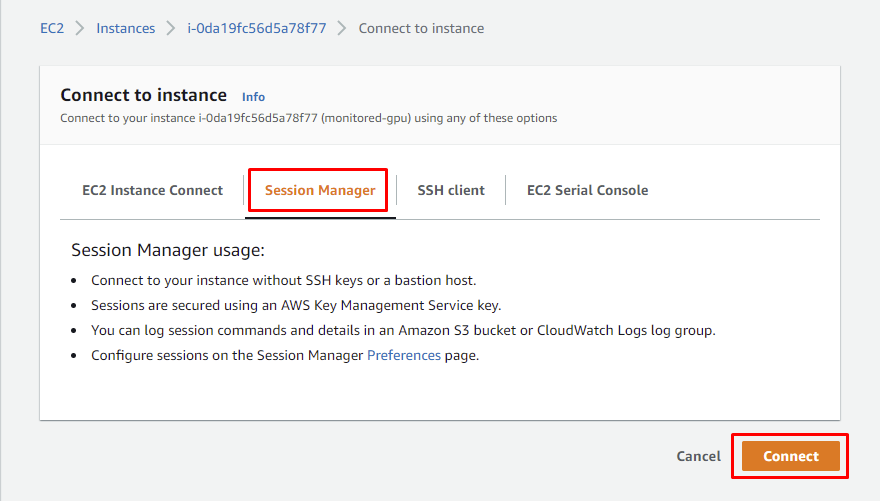 EC2 > Instances > i-0da19fc56d5a78f77 > Connect to instance
Connect to instance Info
Connect to your instance i-0da19fc56d5a78f77 (monitored-gpu) using any of these options
EC2 Instance Connect Session Manager SSH client EC2 Serial Console
Session Manager usage:
• Connect to your instance without SSH keys or a bastion host.
• Sessions are secured using an AWS Key Management Service key.
• You can log session commands and details in an Amazon S3 bucket or CloudWatch Logs log group.
• Configure sessions on the Session Manager Preferences page.
Cancel Connect